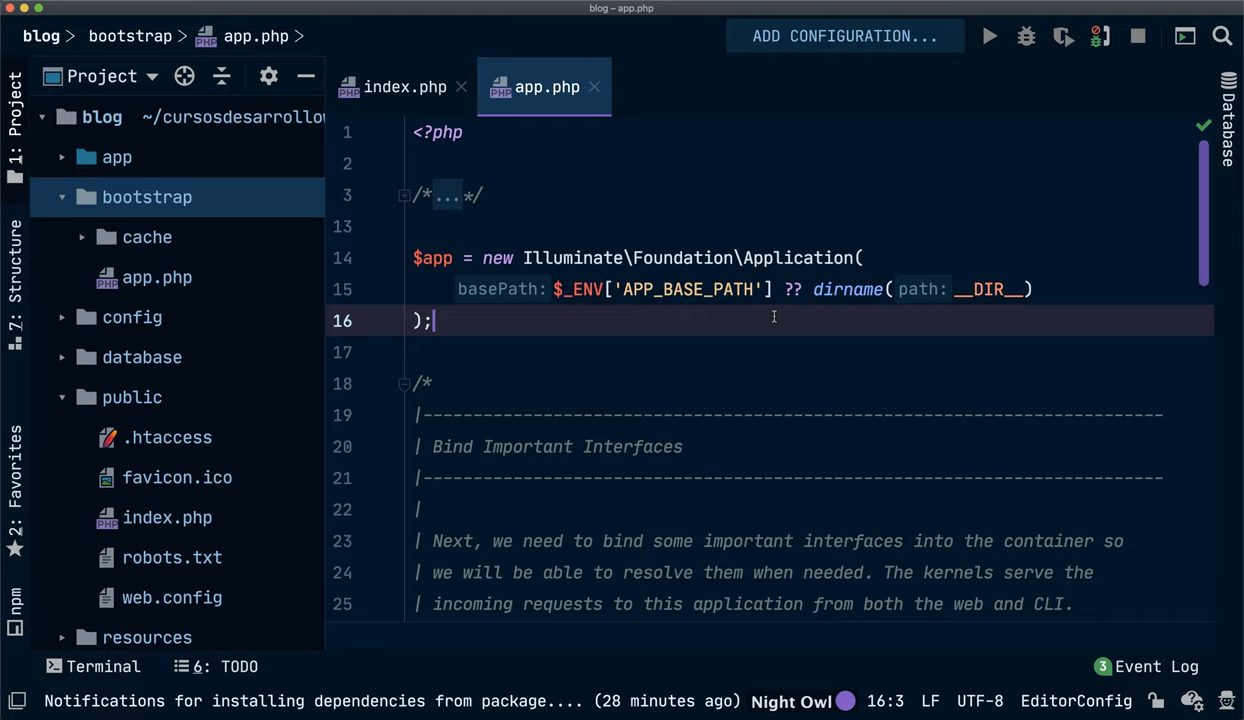 blog – app.php
blog > bootstrap > app.php >
ADD CONFIGURATION...
1: Project
7: Structure
2: Favorites
npm
Project
blog ~/cursosdesarrollow
app
bootstrap
cache
app.php
config
database
public
.htaccess
favicon.ico
index.php
robots.txt
web.config
resources
index.php
app.php
1 <?php
2
3 /*...*/
13
14 $app = new Illuminate\Foundation\Application(
15 basePath: $_ENV['APP_BASE_PATH'] ?? dirname( path: __DIR__)
16 );
17
18 /*
19 |--------------------------------------------------------------------------
20 | Bind Important Interfaces
21 |--------------------------------------------------------------------------
22 |
23 | Next, we need to bind some important interfaces into the container so
24 | we will be able to resolve them when needed. The kernels serve the
25 | incoming requests to this application from both the web and CLI.
Database
Terminal
6: TODO
3 Event Log
Notifications for installing dependencies from package.... (28 minutes ago)
Night Owl
16:3
LF
UTF-8
EditorConfig